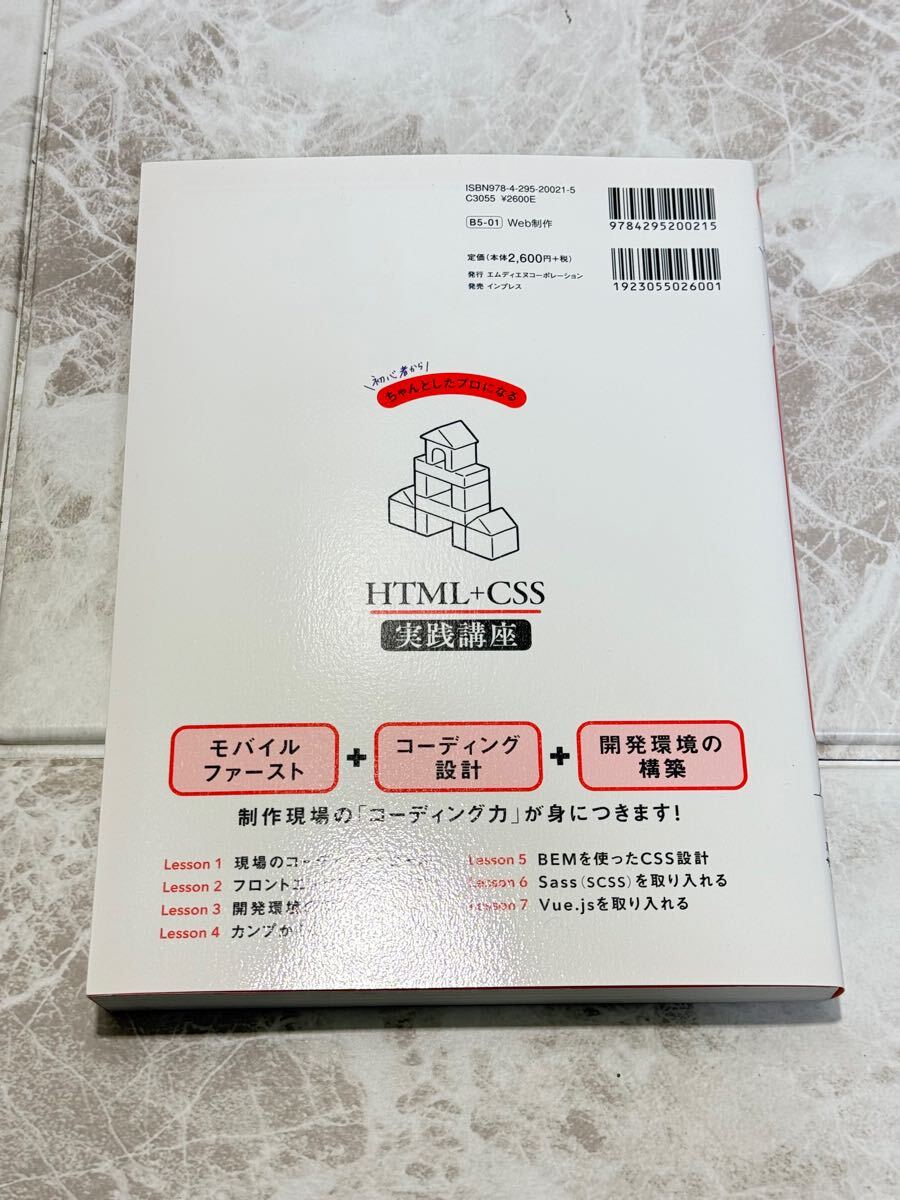 ISBN978-4-295-20021-5
C3055 ¥2600E
B5-01 Web制作
定価(本体2,600円+税)
発行 エムディエヌコーポレーション
発売 インプレス
9784295200215
1923055026001
初心者から
ちゃんとしたプロになる
HTML+CSS
実践講座
モバイル
ファースト
+
コーディング
設計
+
開発環境の
構築
制作現場の「コーディング力」が身につきます!
Lesson 1 現場のコー
Lesson 2 フロントエ
Lesson 3 開発環境
Lesson 4 カンプか
Lesson 5 BEMを使ったCSS設計
Lesson 6 Sass(SCSS)を取り入れる
Lesson 7 Vue.jsを取り入れる